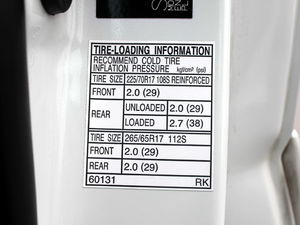 TIRE-LOADING INFORMATION
RECOMMEND COLD TIRE
INFLATION PRESSURE kgf/cm² (psi)
TIRE SIZE 225/70R17 108S REINFORCED
FRONT 2.0 (29)
REAR UNLOADED 2.0 (29)
LOADED 2.7 (38)
TIRE SIZE 265/65R17 112S
FRONT 2.0 (29)
REAR 2.0 (29)
60131 RK